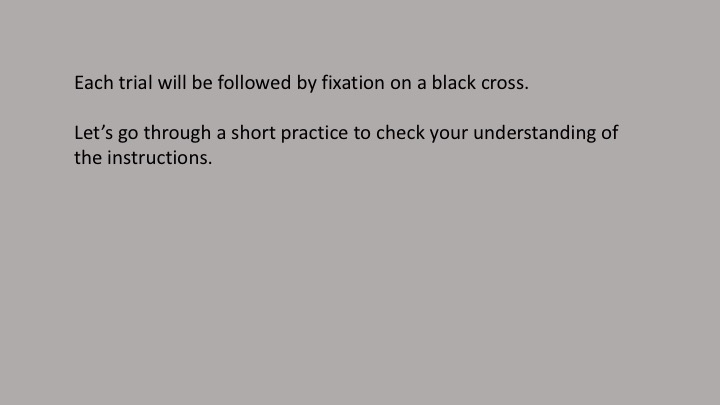 Each trial will be followed by fixation on a black cross.
Let’s go through a short practice to check your understanding of
the instructions.